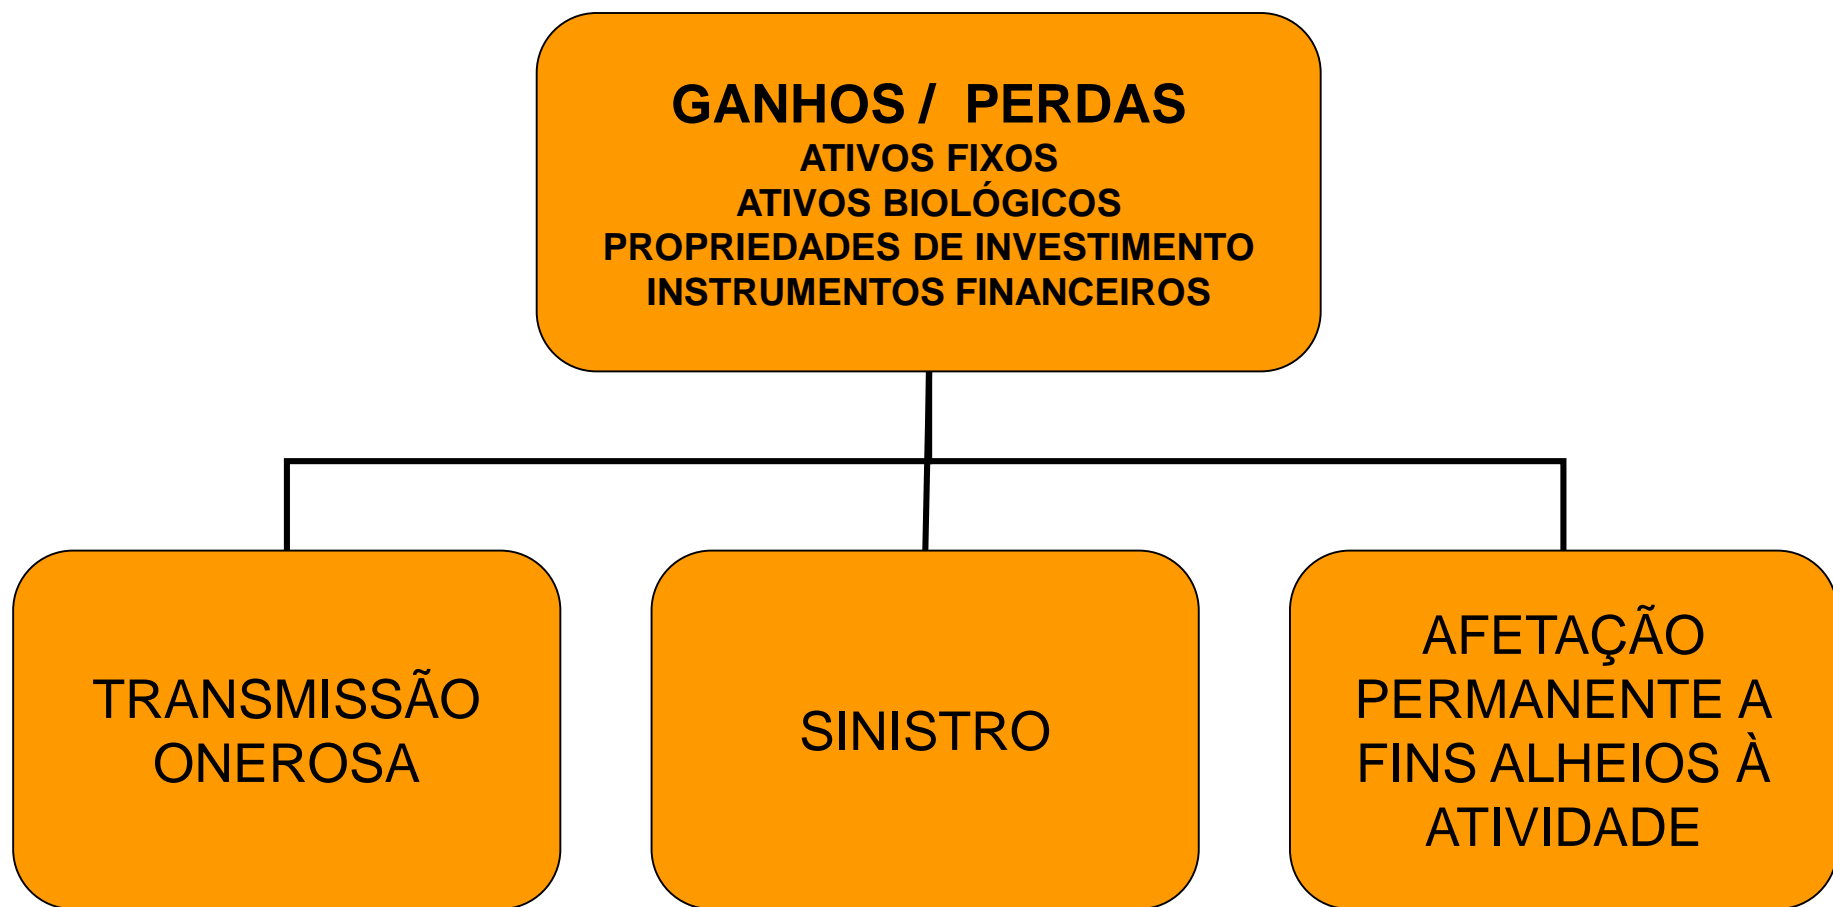 GANHOS / PERDAS
ATIVOS FIXOS
ATIVOS BIOLÓGICOS
PROPRIEDADES DE INVESTIMENTO
INSTRUMENTOS FINANCEIROS
TRANSMISSÃO
ONEROSA
SINISTRO
AFETAÇÃO
PERMANENTE A
FINS ALHEIOS À
ATIVIDADE